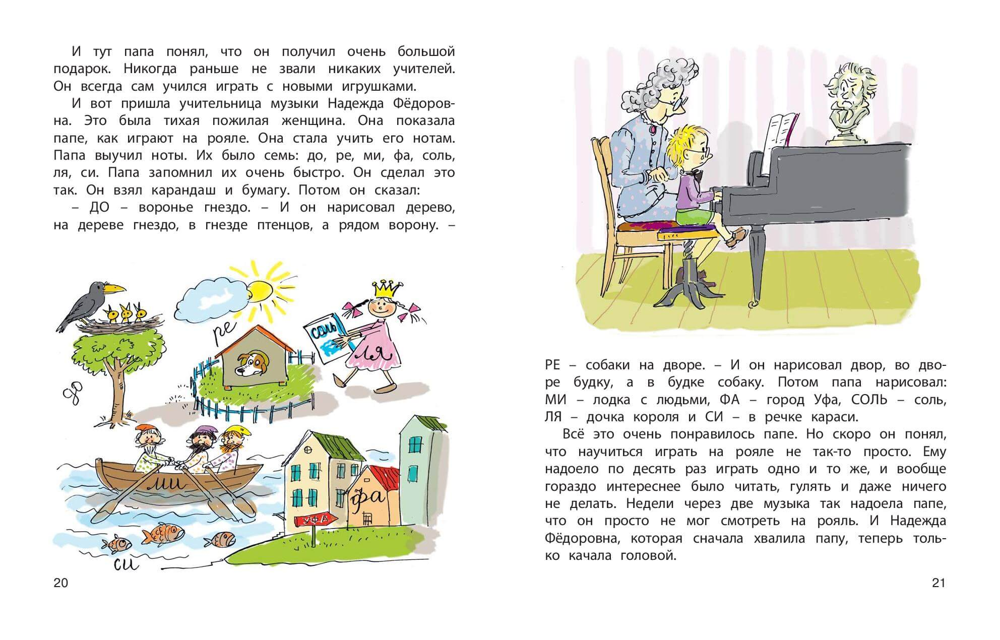 И тут папа понял, что он получил очень большой
подарок. Никогда раньше не звали никаких учителей.
Он всегда сам учился играть с новыми игрушками.
И вот пришла учительница музыки Надежда Фёдоров-
на. Это была тихая пожилая женщина. Она показала
папе, как играют на рояле. Она стала учить его нотам.
Папа выучил ноты. Их было семь: до, ре, ми, фа, соль,
ля, си. Папа запомнил их очень быстро. Он сделал это
так. Он взял карандаш и бумагу. Потом он сказал:
– ДО – воронье гнездо. – И он нарисовал дерево,
на дереве гнездо, в гнезде птенцов, а рядом ворону. –
ре
соль
ля
до
ми
фа
УФА
си
20
РЕ – собаки на дворе. – И он нарисовал двор, во дво-
ре будку, а в будке собаку. Потом папа нарисовал:
МИ – лодка с людьми, ФА – город Уфа, СОЛЬ – соль,
ЛЯ – дочка короля и СИ – в речке караси.
Всё это очень понравилось папе. Но скоро он понял,
что научиться играть на рояле не так-то просто. Ему
надоело по десять раз играть одно и то же, и вообще
гораздо интереснее было читать, гулять и даже ничего
не делать. Недели через две музыка так надоела папе,
что он просто не мог смотреть на рояль. И Надежда
Фёдоровна, которая сначала хвалила папу, теперь толь-
ко качала головой.
21